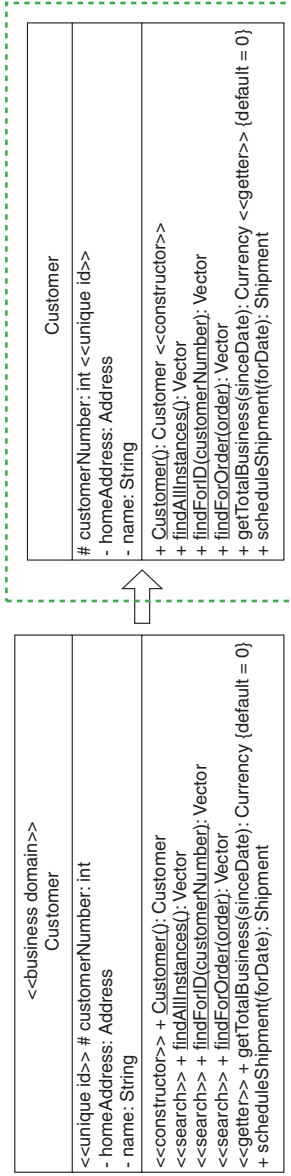 <<business domain>>
Customer
<<unique id>> # customerNumber: int
- homeAddress: Address
- name: String
<<constructor>> + Customer(): Customer
<<search>> + findAllInstances(): Vector
<<search>> + findForID(customerNumber): Vector
<<search>> + findForOrder(order): Vector
<<getter>> + getTotalBusiness(sinceDate): Currency {default = 0}
+ scheduleShipment(forDate): Shipment
Customer
# customerNumber: int <<unique id>>
- homeAddress: Address
- name: String
+ Customer(): Customer <<constructor>>
+ findAllInstances(): Vector
+ findForID(customerNumber): Vector
+ findForOrder(order): Vector
+ getTotalBusiness(sinceDate): Currency <<getter>> {default = 0}
+ scheduleShipment(forDate): Shipment